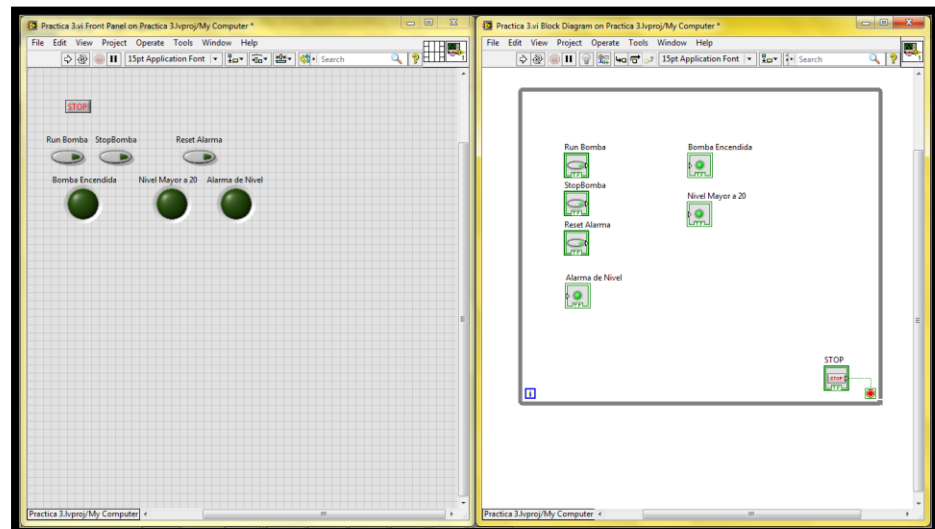 Practica 3.vi Front Panel on Practica 3.lvproj/My Computer *
File Edit View Project Operate Tools Window Help
15pt Application Font Search
STOP
Run Bomba StopBomba Reset Alarma
Bomba Encendida Nivel Mayor a 20 Alarma de Nivel
Practica 3.lvproj/My Computer
Practica 3.vi Block Diagram on Practica 3.lvproj/My Computer *
File Edit View Project Operate Tools Window Help
15pt Application Font Search
Run Bomba Bomba Encendida
StopBomba
Nivel Mayor a 20
Reset Alarma
Alarma de Nivel
STOP
STOP
i
Practica 3.lvproj/My Computer